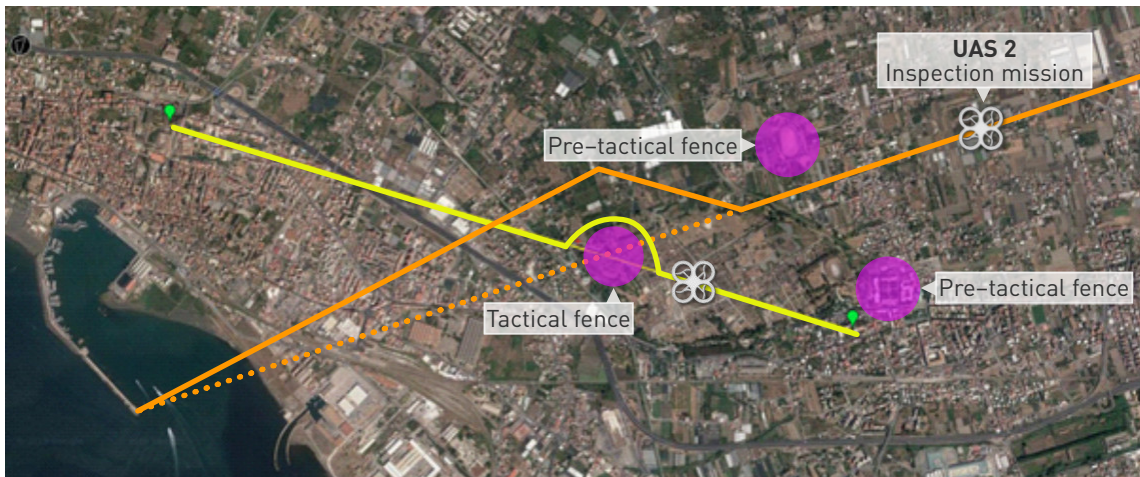 UAS 2
Inspection mission
Pre–tactical fence
Pre–tactical fence
Tactical fence